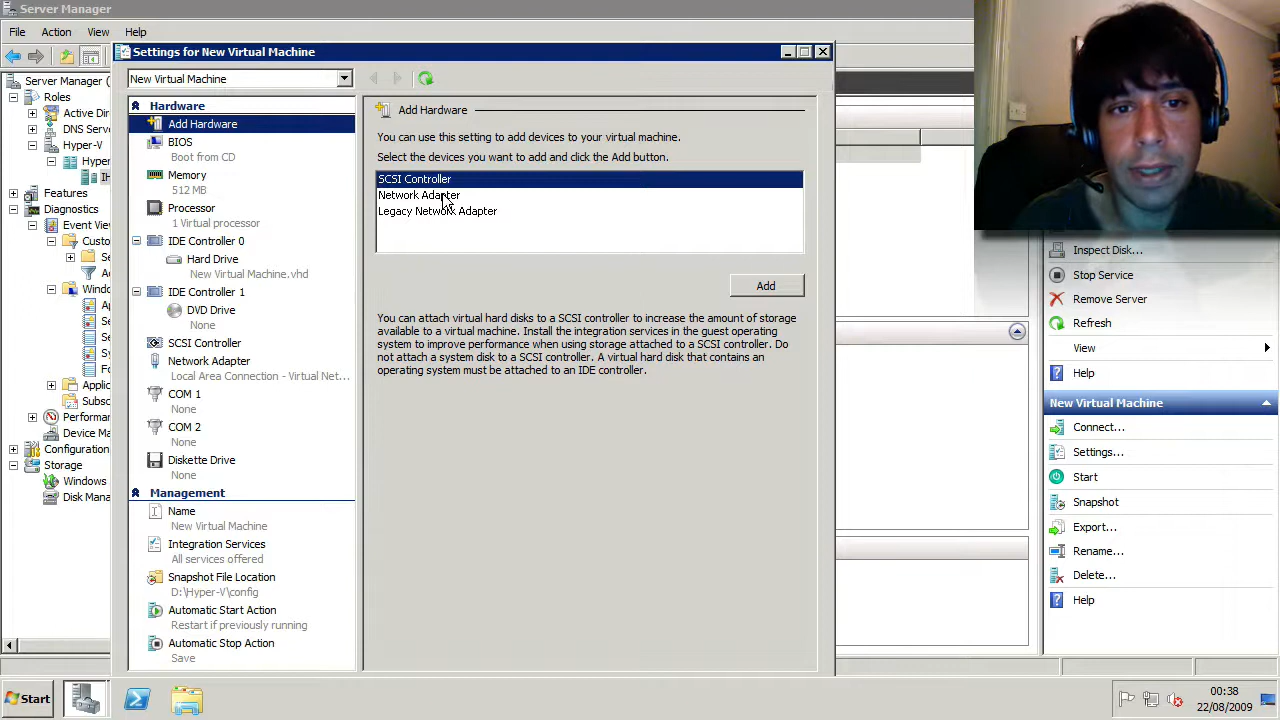 Server Manager
File Action View Help
Server Manager (
Roles
Active Dire
DNS Serve
Hyper-V
Hyper
Features
Diagnostics
Event View
Custo
Windo
Applic
Subsc
Performa
Device Ma
Configuration
Storage
Windows
Disk Mana
Settings for New Virtual Machine
New Virtual Machine
Hardware
Add Hardware
BIOS
Boot from CD
Memory
512 MB
Processor
1 Virtual processor
IDE Controller 0
Hard Drive
New Virtual Machine.vhd
IDE Controller 1
DVD Drive
None
SCSI Controller
Network Adapter
Local Area Connection - Virtual Net...
COM 1
None
COM 2
None
Diskette Drive
None
Management
Name
New Virtual Machine
Integration Services
All services offered
Snapshot File Location
D:\Hyper-V\config
Automatic Start Action
Restart if previously running
Automatic Stop Action
Save
Add Hardware
You can use this setting to add devices to your virtual machine.
Select the devices you want to add and click the Add button.
SCSI Controller
Network Adapter
Legacy Network Adapter
Add
You can attach virtual hard disks to a SCSI controller to increase the amount of storage
available to a virtual machine. Install the integration services in the guest operating
system to improve performance when using storage attached to a SCSI controller. Do
not attach a system disk to a SCSI controller. A virtual hard disk that contains an
operating system must be attached to an IDE controller.
Inspect Disk...
Stop Service
Remove Server
Refresh
View
Help
New Virtual Machine
Connect...
Settings...
Start
Snapshot
Export...
Rename...
Delete...
Help
Start
00:38
22/08/2009